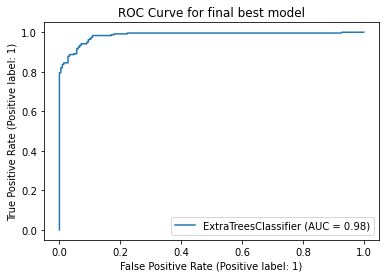 ROC Curve for final best model
True Positive Rate (Positive label: 1)
1.0
0.8
0.6
0.4
0.2
0.0
ExtraTreesClassifier (AUC = 0.98)
0.0 0.2 0.4 0.6 0.8 1.0
False Positive Rate (Positive label: 1)